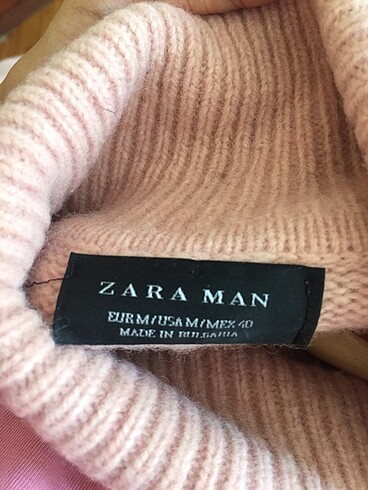 ZARA MAN
EUR M/USA M/MEX 40
MADE IN BULGARIA